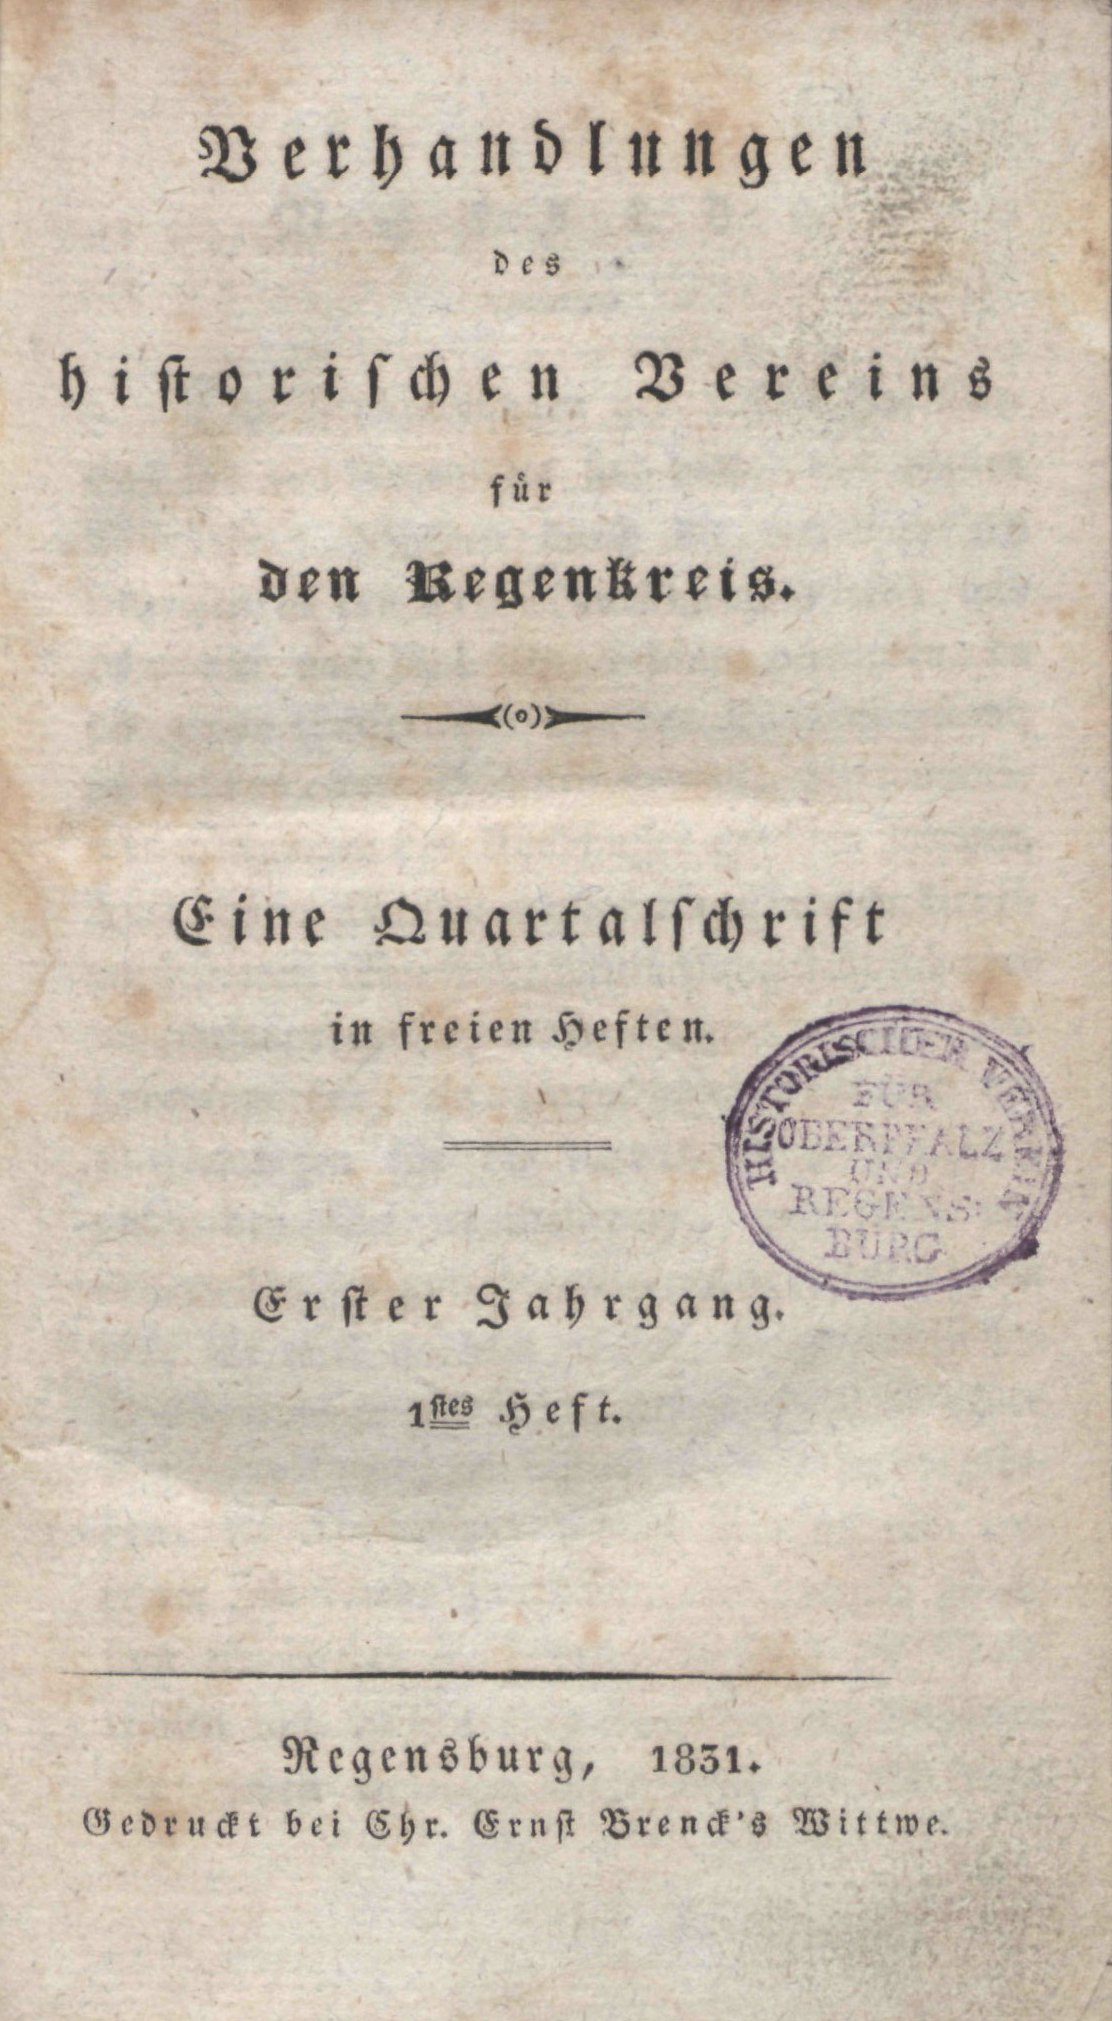 Verhandlungen
des
historischen Vereins
für
den Regenkreis.
Eine Quartalschrift
in freien Heften.
HISTORISCHER VEREIN
FÜR
OBERPFALZ
UND
REGENS-
BURG
Erster Jahrgang.
1stes Heft.
Regensburg, 1831.
Gedruckt bei Chr. Ernst Brenck's Wittwe.